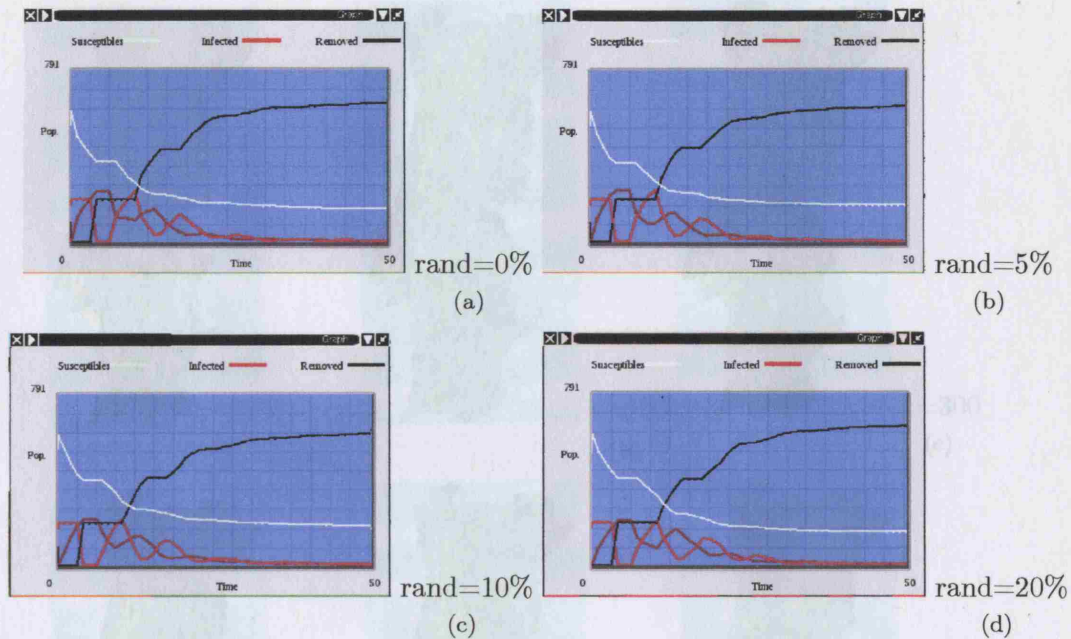 Graph
Susceptibles Infected Removed
791
Pop.
0 Time 50
rand=0%
(a)
Graph
Susceptibles Infected Removed
791
Pop.
0 Time 50
rand=5%
(b)
Graph
Susceptibles Infected Removed
791
Pop.
0 Time 50
rand=10%
(c)
Graph
Susceptibles Infected Removed
791
Pop.
0 Time 50
rand=20%
(d)
300
(e)